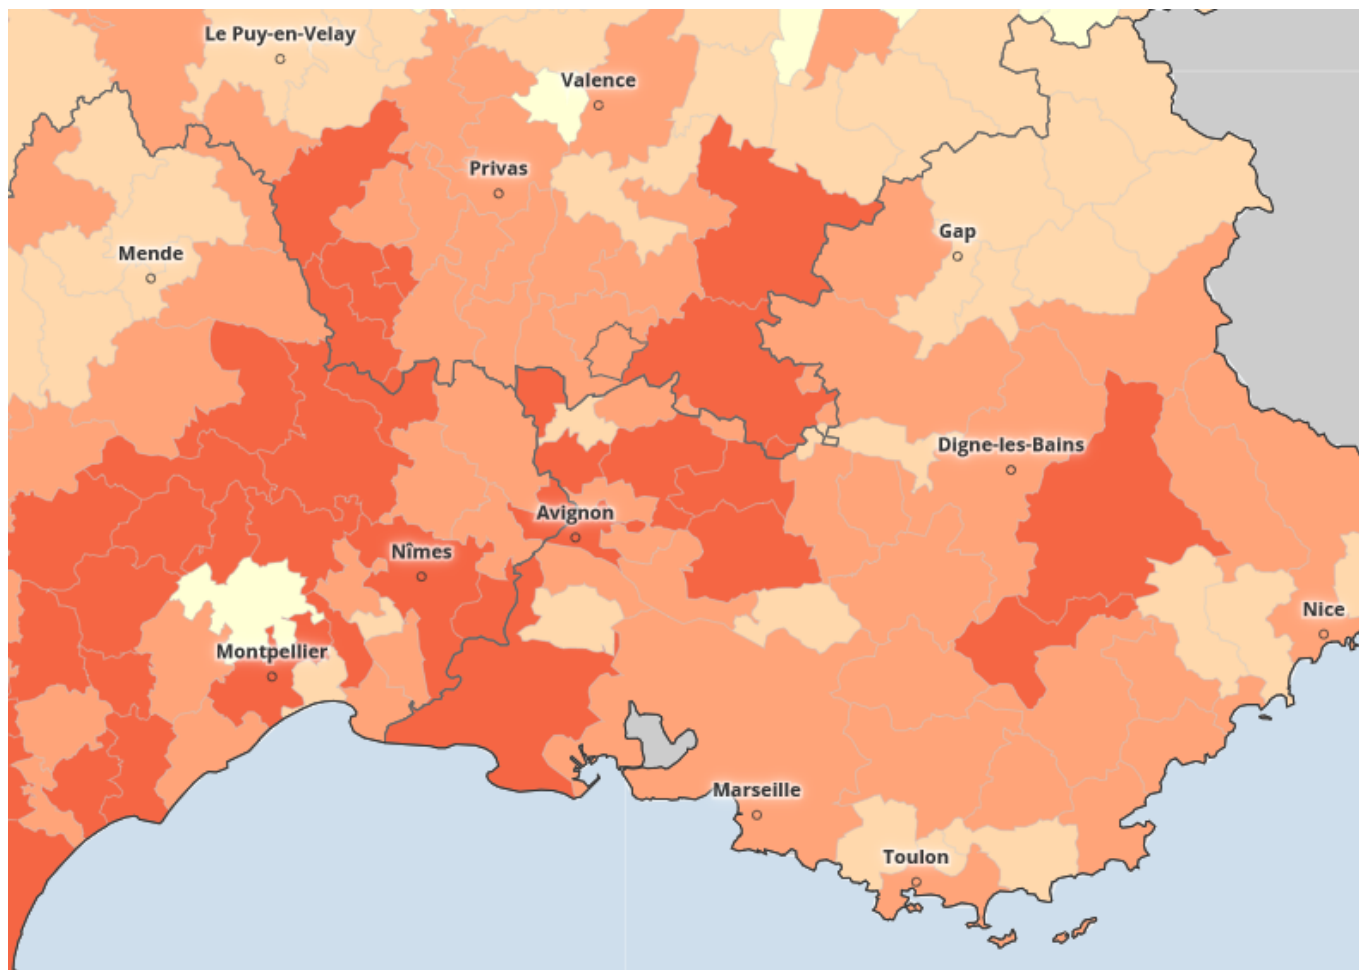 Le Puy-en-Velay
Valence
Privas
Gap
Mende
Digne-les-Bains
Avignon
Nîmes
Nice
Montpellier
Marseille
Toulon